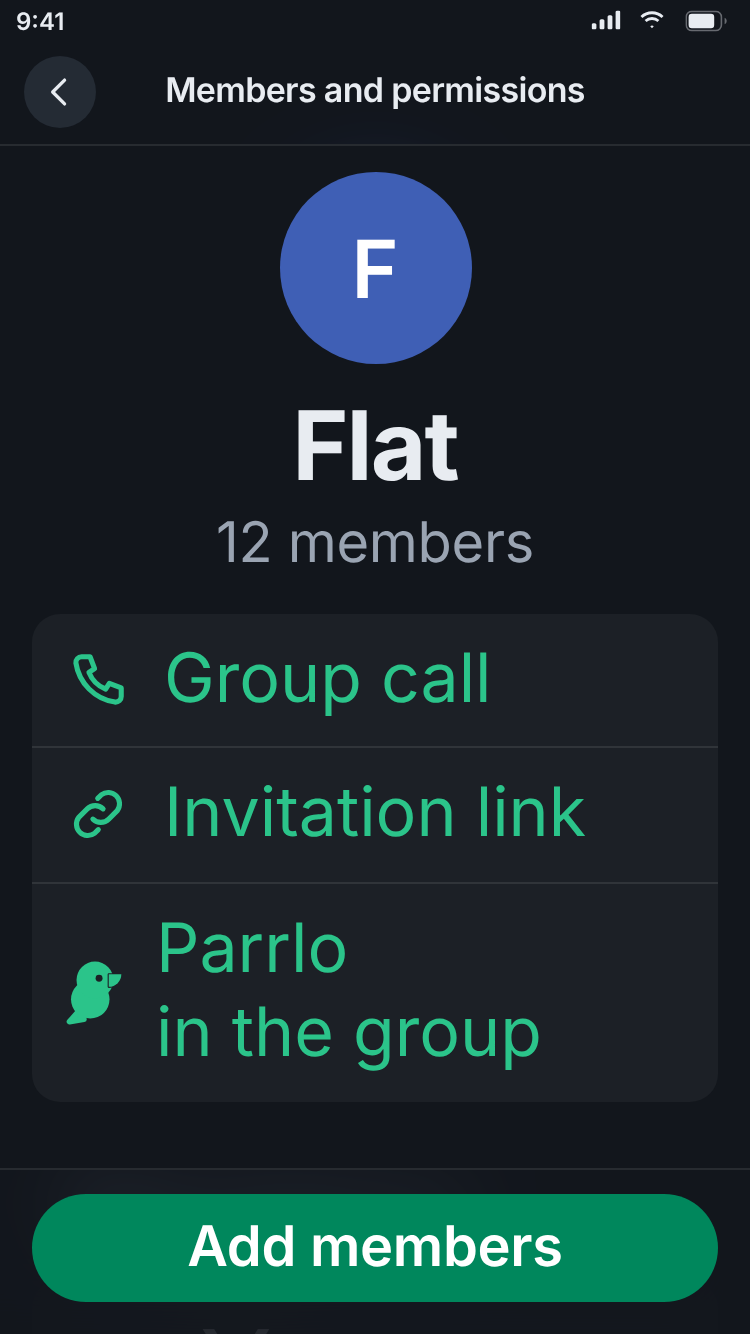 9:41
Members and permissions
F
Flat
12 members
Group call
Invitation link
Parrlo
in the group
Add members